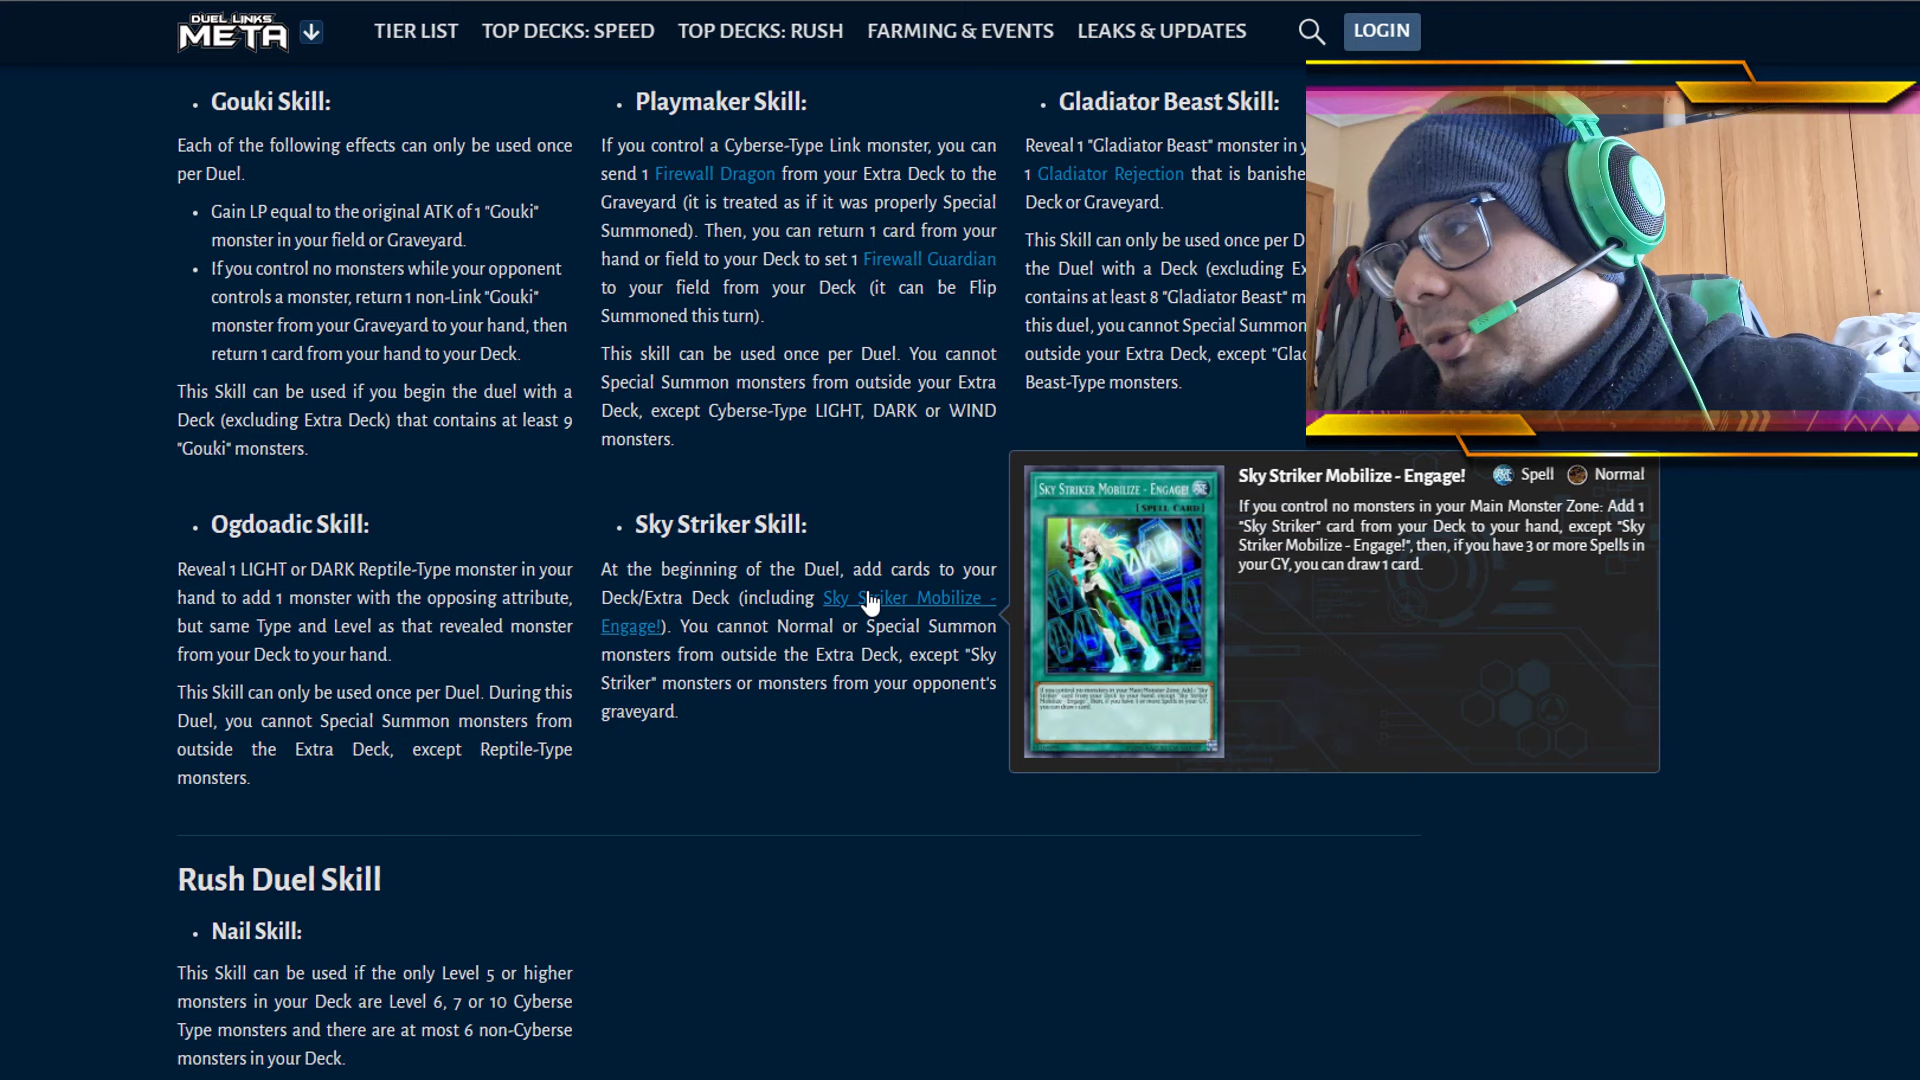 DUEL LINKS
META
TIER LIST
TOP DECKS: SPEED
TOP DECKS: RUSH
FARMING & EVENTS
LEAKS & UPDATES
LOGIN
• Gouki Skill:
Each of the following effects can only be used once
per Duel.
• Gain LP equal to the original ATK of 1 "Gouki"
monster in your field or Graveyard.
• If you control no monsters while your opponent
controls a monster, return 1 non-Link "Gouki"
monster from your Graveyard to your hand, then
return 1 card from your hand to your Deck.
This Skill can be used if you begin the duel with a
Deck (excluding Extra Deck) that contains at least 9
"Gouki" monsters.
• Playmaker Skill:
If you control a Cyberse-Type Link monster, you can
send 1 Firewall Dragon from your Extra Deck to the
Graveyard (it is treated as if it was properly Special
Summoned). Then, you can return 1 card from your
hand or field to your Deck to set 1 Firewall Guardian
to your field from your Deck (it can be Flip
Summoned this turn).
This skill can be used once per Duel. You cannot
Special Summon monsters from outside your Extra
Deck, except Cyberse-Type LIGHT, DARK or WIND
monsters.
• Gladiator Beast Skill:
Reveal 1 "Gladiator Beast" monster in
1 Gladiator Rejection that is banishe
Deck or Graveyard.
This Skill can only be used once per D
the Duel with a Deck (excluding Ex
contains at least 8 "Gladiator Beast" m
this duel, you cannot Special Summon
outside your Extra Deck, except "Glad
Beast-Type monsters.
• Ogdoadic Skill:
Reveal 1 LIGHT or DARK Reptile-Type monster in your
hand to add 1 monster with the opposing attribute,
but same Type and Level as that revealed monster
from your Deck to your hand.
This Skill can only be used once per Duel. During this
Duel, you cannot Special Summon monsters from
outside the Extra Deck, except Reptile-Type
monsters.
• Sky Striker Skill:
At the beginning of the Duel, add cards to your
Deck/Extra Deck (including Sky Striker Mobilize -
Engage!). You cannot Normal or Special Summon
monsters from outside the Extra Deck, except "Sky
Striker" monsters or monsters from your opponent's
graveyard.
SKY STRIKER MOBILIZE - ENGAGE!
[SPELL CARD]
Sky Striker Mobilize - Engage! Spell Normal
If you control no monsters in your Main Monster Zone: Add 1
"Sky Striker" card from your Deck to your hand, except "Sky
Striker Mobilize - Engage!", then, if you have 3 or more Spells in
your GY, you can draw 1 card.
Rush Duel Skill
• Nail Skill:
This Skill can be used if the only Level 5 or higher
monsters in your Deck are Level 6, 7 or 10 Cyberse
Type monsters and there are at most 6 non-Cyberse
monsters in your Deck.